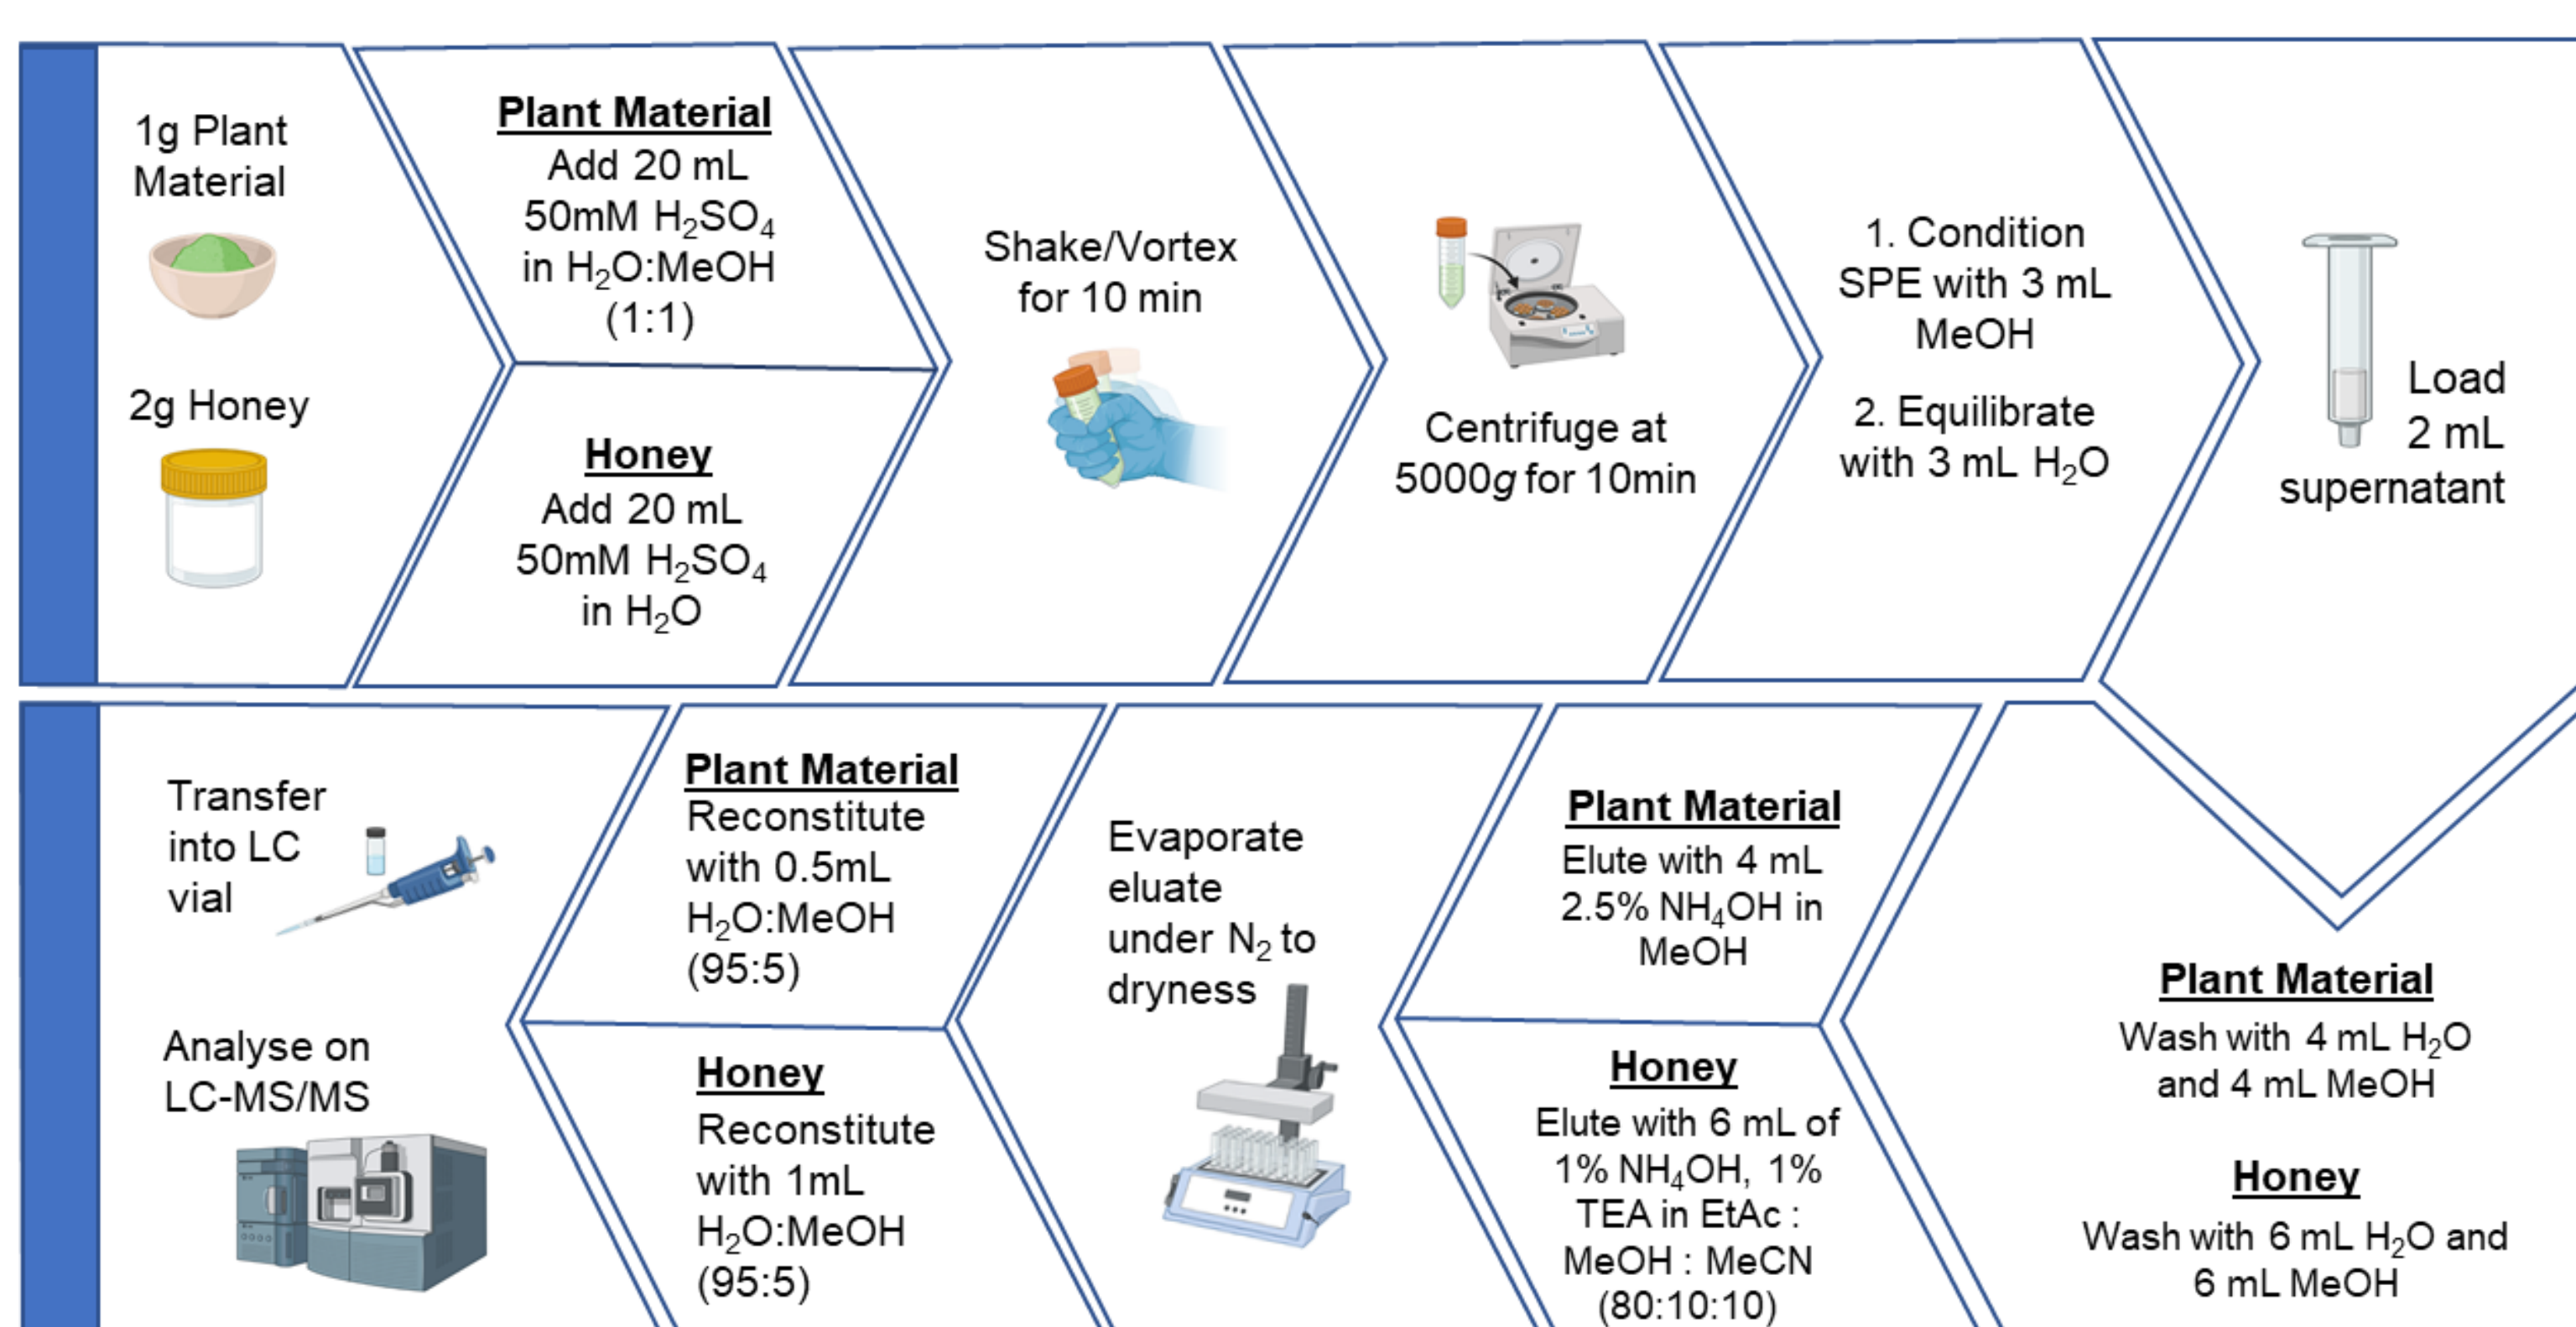 1g Plant
Material
2g Honey
Plant Material
Add 20 mL
50mM H₂SO₄
in H₂O:MeOH
(1:1)
Honey
Add 20 mL
50mM H₂SO₄
in H₂O
Shake/Vortex
for 10 min
Centrifuge at
5000g for 10min
1. Condition
SPE with 3 mL
MeOH
2. Equilibrate
with 3 mL H₂O
Load
2 mL
supernatant
Plant Material
Wash with 4 mL H₂O
and 4 mL MeOH
Honey
Wash with 6 mL H₂O and
6 mL MeOH
Plant Material
Elute with 4 mL
2.5% NH₄OH in
MeOH
Honey
Elute with 6 mL of
1% NH₄OH, 1%
TEA in EtAc :
MeOH : MeCN
(80:10:10)
Evaporate
eluate
under N₂ to
dryness
Plant Material
Reconstitute
with 0.5mL
H₂O:MeOH
(95:5)
Honey
Reconstitute
with 1mL
H₂O:MeOH
(95:5)
Transfer
into LC
vial
Analyse on
LC-MS/MS